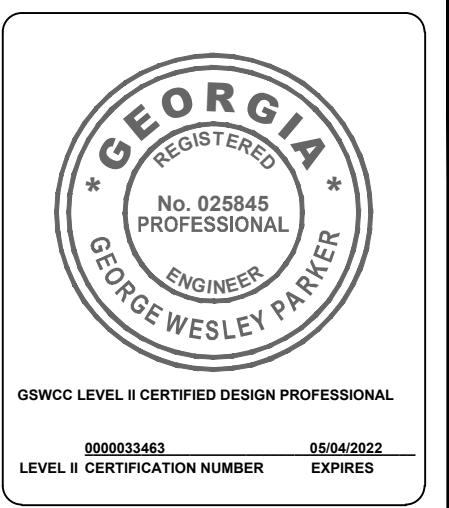 * GEORGIA *
REGISTERED
No. 025845
PROFESSIONAL
ENGINEER
GEORGE WESLEY PARKER
GSWCC LEVEL II CERTIFIED DESIGN PROFESSIONAL
0000033463 05/04/2022
LEVEL II CERTIFICATION NUMBER EXPIRES